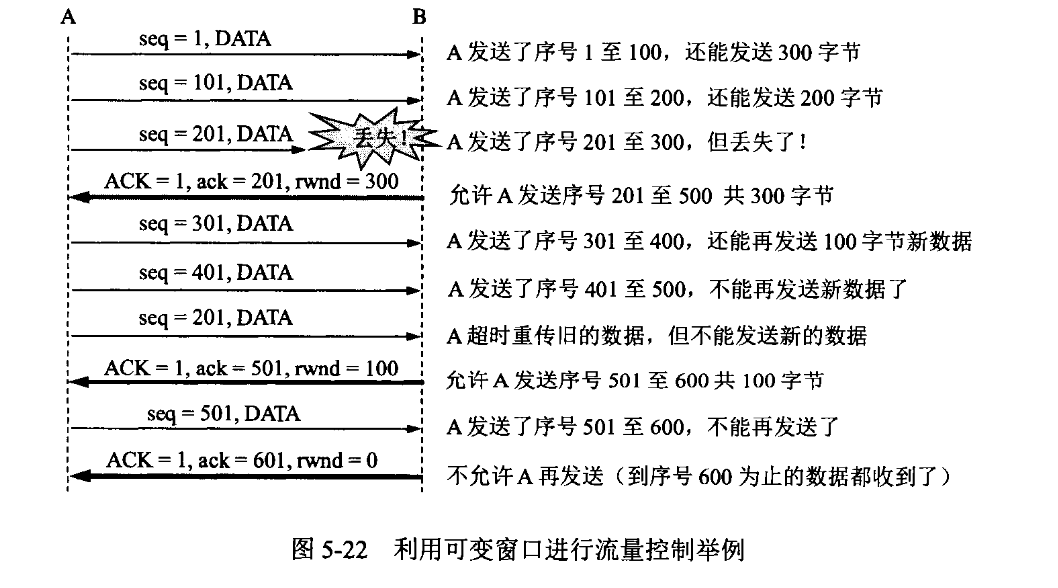 A B
seq = 1, DATA A 发送了序号 1 至 100，还能发送 300 字节
seq = 101, DATA A 发送了序号 101 至 200，还能发送 200 字节
seq = 201, DATA 丢失！ A 发送了序号 201 至 300，但丢失了！
ACK = 1, ack = 201, rwnd = 300 允许 A 发送序号 201 至 500 共 300 字节
seq = 301, DATA A 发送了序号 301 至 400，还能再发送 100 字节新数据
seq = 401, DATA A 发送了序号 401 至 500，不能再发送新数据了
seq = 201, DATA A 超时重传旧的数据，但不能发送新的数据
ACK = 1, ack = 501, rwnd = 100 允许 A 发送序号 501 至 600 共 100 字节
seq = 501, DATA A 发送了序号 501 至 600，不能再发送了
ACK = 1, ack = 601, rwnd = 0 不允许 A 再发送（到序号 600 为止的数据都收到了）
图 5-22 利用可变窗口进行流量控制举例